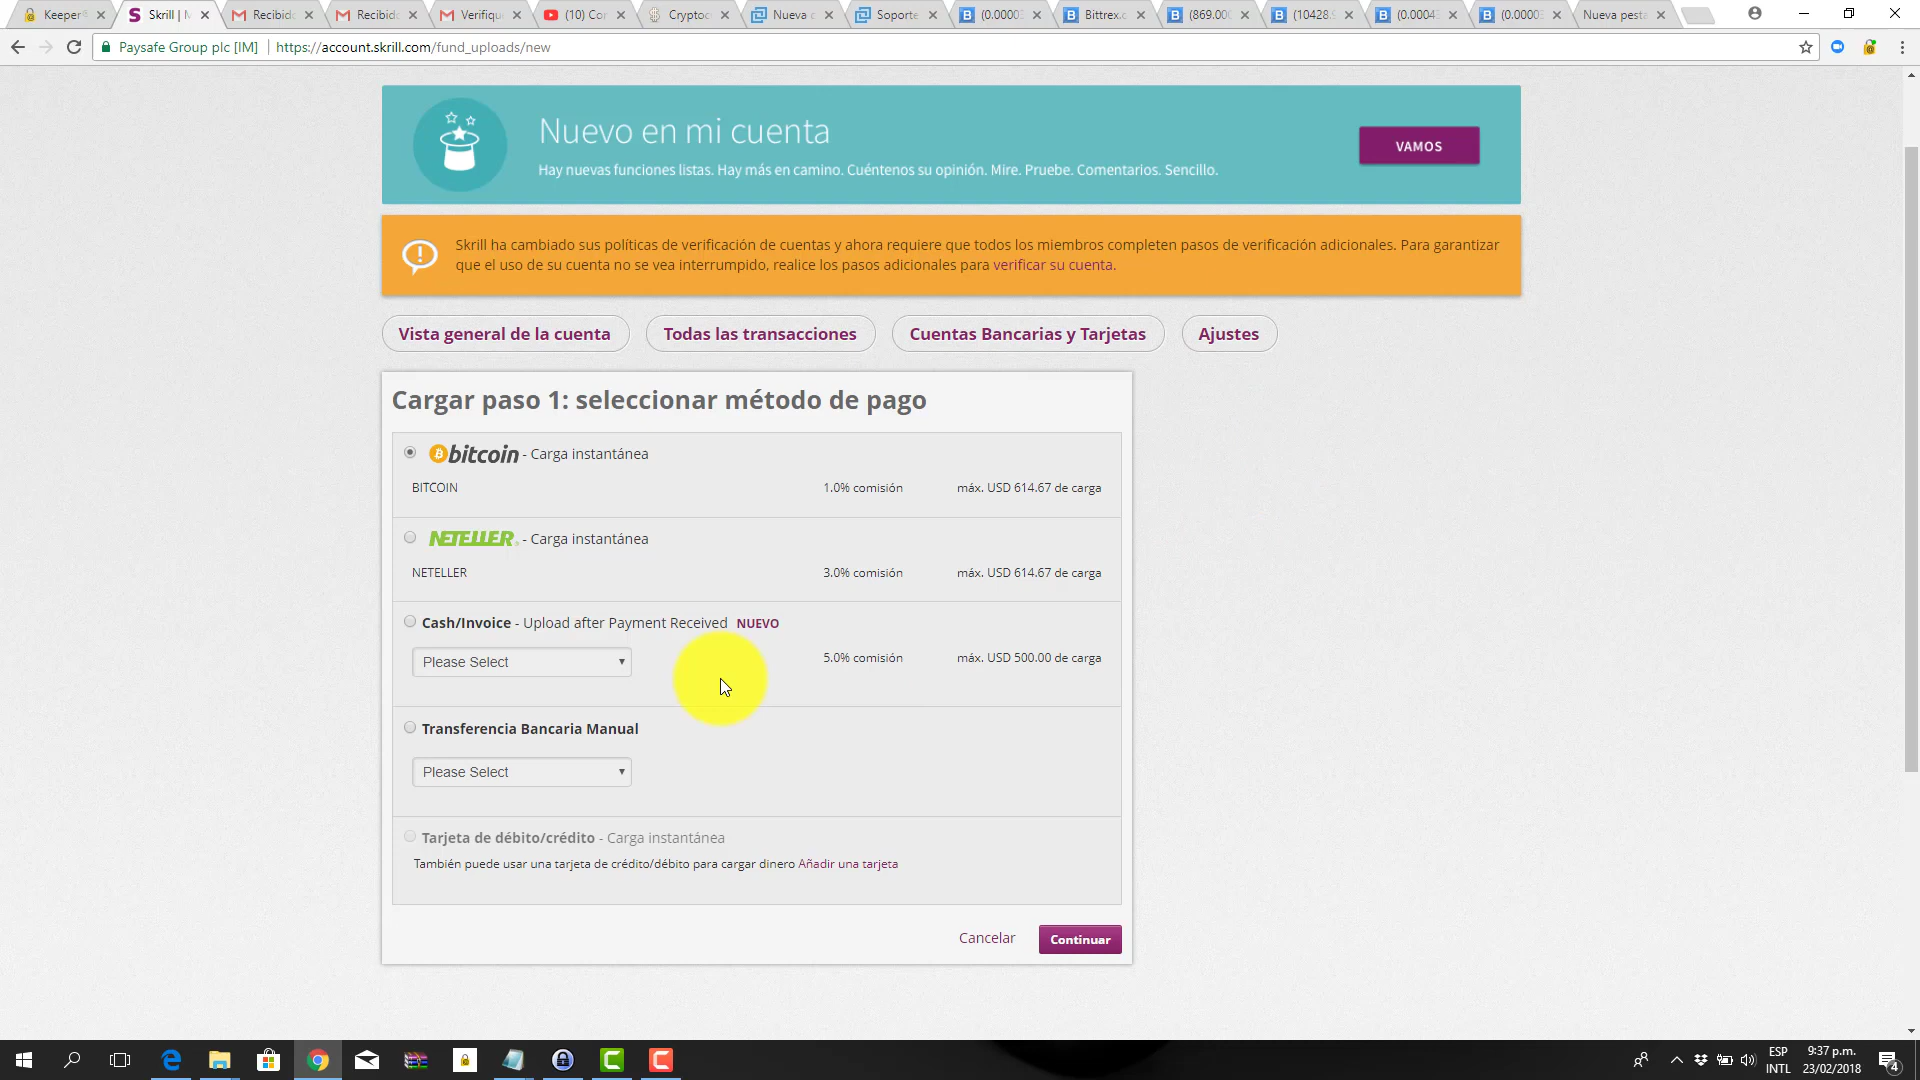 Keeper®
Skrill | M
Recibido
Recibido
Verifiqu
(10) Co
Cryptoc
Nueva
Soporte
(0.0000
Bittrex.c
(869.00
(10428.
(0.0004
(0.0000
Nueva pest
Paysafe Group plc [IM]
https://account.skrill.com/fund_uploads/new
Nuevo en mi cuenta
Hay nuevas funciones listas. Hay más en camino. Cuéntenos su opinión. Mire. Pruebe. Comentarios. Sencillo.
VAMOS
Skrill ha cambiado sus políticas de verificación de cuentas y ahora requiere que todos los miembros completen pasos de verificación adicionales. Para garantizar
que el uso de su cuenta no se vea interrumpido, realice los pasos adicionales para verificar su cuenta.
Vista general de la cuenta
Todas las transacciones
Cuentas Bancarias y Tarjetas
Ajustes
Cargar paso 1: seleccionar método de pago
bitcoin - Carga instantánea
BITCOIN
1.0% comisión
máx. USD 614.67 de carga
NETELLER - Carga instantánea
NETELLER
3.0% comisión
máx. USD 614.67 de carga
Cash/Invoice - Upload after Payment Received NUEVO
Please Select
5.0% comisión
máx. USD 500.00 de carga
Transferencia Bancaria Manual
Please Select
Tarjeta de débito/crédito - Carga instantánea
También puede usar una tarjeta de crédito/débito para cargar dinero Añadir una tarjeta
Cancelar
Continuar
ESP
INTL
9:37 p.m.
23/02/2018
4